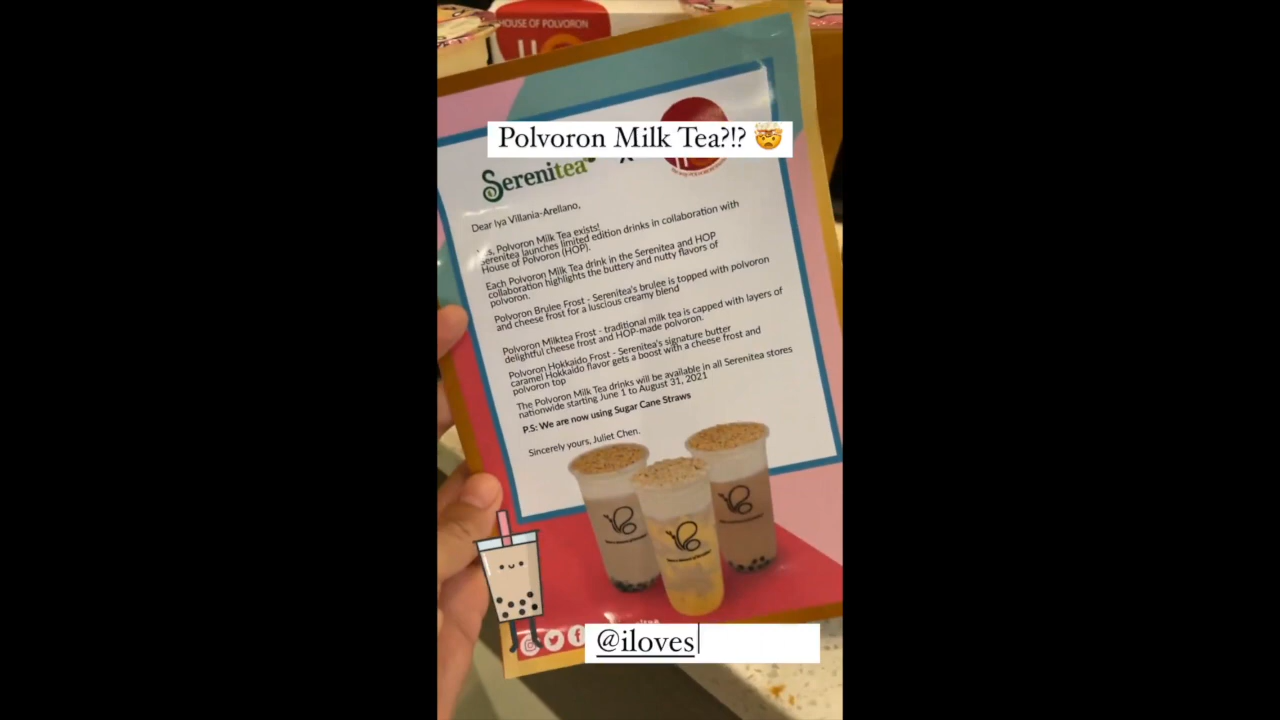 HOUSE OF POLVORON
Polvoron Milk Tea?!? 🤯
Serenitea
Dear Iya Villania-Arellano,
Yes, Polvoron Milk Tea exists!
Serenitea launches limited edition drinks in collaboration with
House of Polvoron (HOP).
Each Polvoron Milk Tea drink in the Serenitea and HOP
collaboration highlights the buttery and nutty flavors of
polvoron.
Polvoron Brulee Frost - Serenitea's brulee is topped with polvoron
and cheese frost for a luscious creamy blend
Polvoron Milktea Frost - traditional milk tea is capped with layers of
delightful cheese frost and HOP-made polvoron.
Polvoron Hokkaido Frost - Serenitea's signature butter
caramel Hokkaido flavor gets a boost with a cheese frost and
polvoron top
The Polvoron Milk Tea drinks will be available in all Serenitea stores
nationwide starting June 1 to August 31, 2021
P.S: We are now using Sugar Cane Straws
Sincerely yours, Juliet Chen.
@iloves